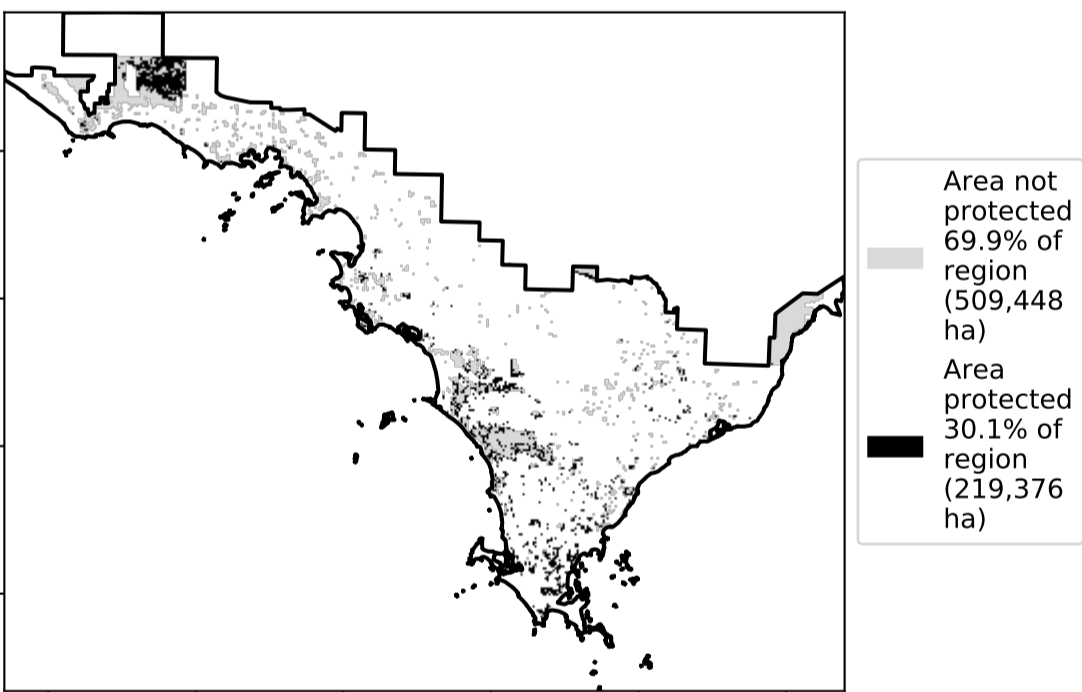 Area not
protected
69.9% of
region
(509,448
ha)
Area
protected
30.1% of
region
(219,376
ha)